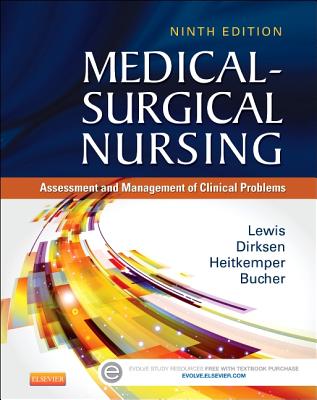 NINTH EDITION
MEDICAL-
SURGICAL
NURSING
Assessment and Management of Clinical Problems
Lewis
Dirksen
Heitkemper
Bucher
ELSEVIER
e
EVOLVE STUDY RESOURCES FREE WITH TEXTBOOK PURCHASE
EVOLVE.ELSEVIER.COM